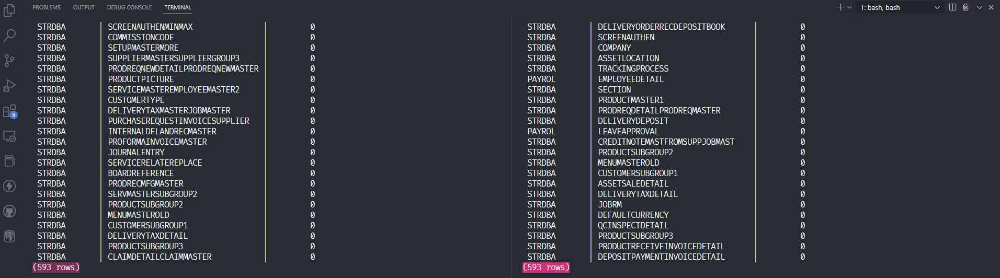 PROBLEMS OUTPUT DEBUG CONSOLE TERMINAL 1: bash, bash
STRDBA | SCREENAUTHENMINMAX | 0
STRDBA | COMMISSIONCODE | 0
STRDBA | SETUPMASTERMORE | 0
STRDBA | SUPPLIERMASTERSUPPLIERGROUP3 | 0
STRDBA | PRODREQNEWDETAILPRODREQNEWMASTER | 0
STRDBA | PRODUCTPICTURE | 0
STRDBA | SERVICEMASTEREMPLOYEEMASTER2 | 0
STRDBA | CUSTOMERTYPE | 0
STRDBA | DELIVERYTAXMASTERJOBMASTER | 0
STRDBA | PURCHASEREQUESTINVOICESUPPLIER | 0
STRDBA | INTERNALDELANDRECMASTER | 0
STRDBA | PROFORMAINVOICEMASTER | 0
STRDBA | JOURNALENTRY | 0
STRDBA | SERVICERELATEREPLACE | 0
STRDBA | BOARDREFERENCE | 0
STRDBA | PRODRECMFGMASTER | 0
STRDBA | SERVMASTERSUBGROUP2 | 0
STRDBA | PRODUCTSUBGROUP2 | 0
STRDBA | MENUMASTEROLD | 0
STRDBA | CUSTOMERSUBGROUP1 | 0
STRDBA | DELIVERYTAXDETAIL | 0
STRDBA | PRODUCTSUBGROUP3 | 0
STRDBA | CLAIMDETAILCLAIMMASTER | 0
(593 rows)
STRDBA | DELIVERYORDERRECDEPOSITBOOK | 0
STRDBA | SCREENAUTHEN | 0
STRDBA | COMPANY | 0
STRDBA | ASSETLOCATION | 0
STRDBA | TRACKINGPROCESS | 0
PAYROL | EMPLOYEEDETAIL | 0
STRDBA | SECTION | 0
STRDBA | PRODUCTMASTER1 | 0
STRDBA | PRODREQDETAILPRODREQMASTER | 0
STRDBA | DELIVERYDEPOSIT | 0
PAYROL | LEAVEAPPROVAL | 0
STRDBA | CREDITNOTEMASTFROMSUPPJOBMAST | 0
STRDBA | PRODUCTSUBGROUP2 | 0
STRDBA | MENUMASTEROLD | 0
STRDBA | CUSTOMERSUBGROUP1 | 0
STRDBA | ASSETSALEDETAIL | 0
STRDBA | DELIVERYTAXDETAIL | 0
STRDBA | JOBRM | 0
STRDBA | DEFAULTCURRENCY | 0
STRDBA | QCINSPECTDETAIL | 0
STRDBA | PRODUCTSUBGROUP3 | 0
STRDBA | PRODUCTRECEIVEINVOICEDETAIL | 0
STRDBA | DEPOSITPAYMENTINVOICEDETAIL | 0
(593 rows)
9